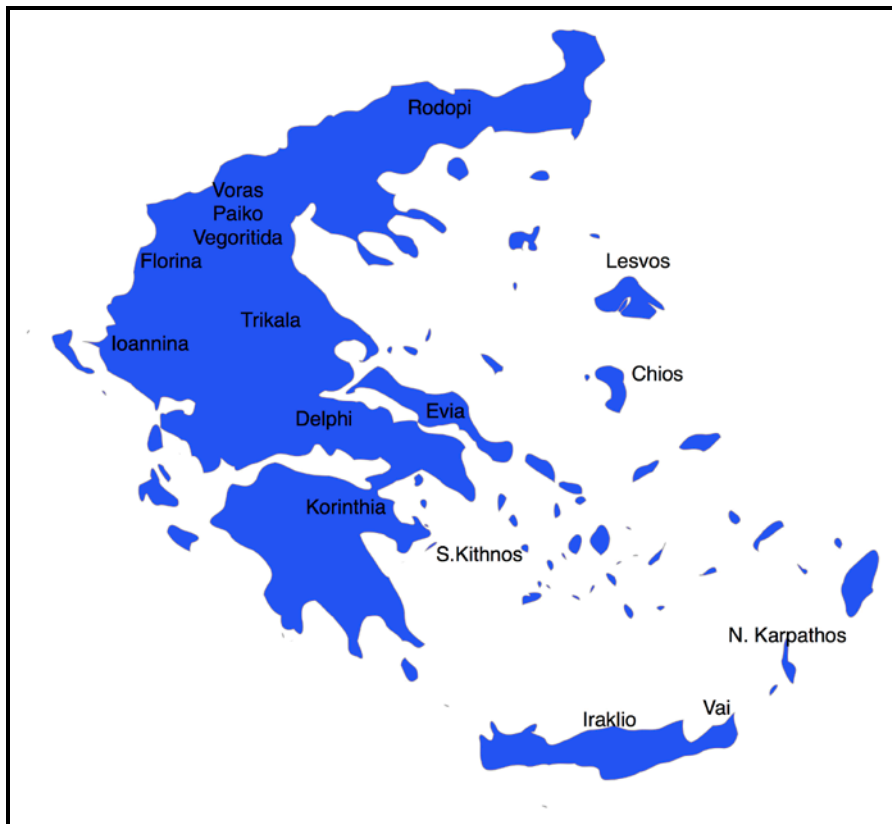 Rodopi
Voras
Paiko
Vegoritida
Florina
Lesvos
Trikala
Ioannina
Chios
Evia
Delphi
Korinthia
S.Kithnos
N. Karpathos
Vai
Iraklio